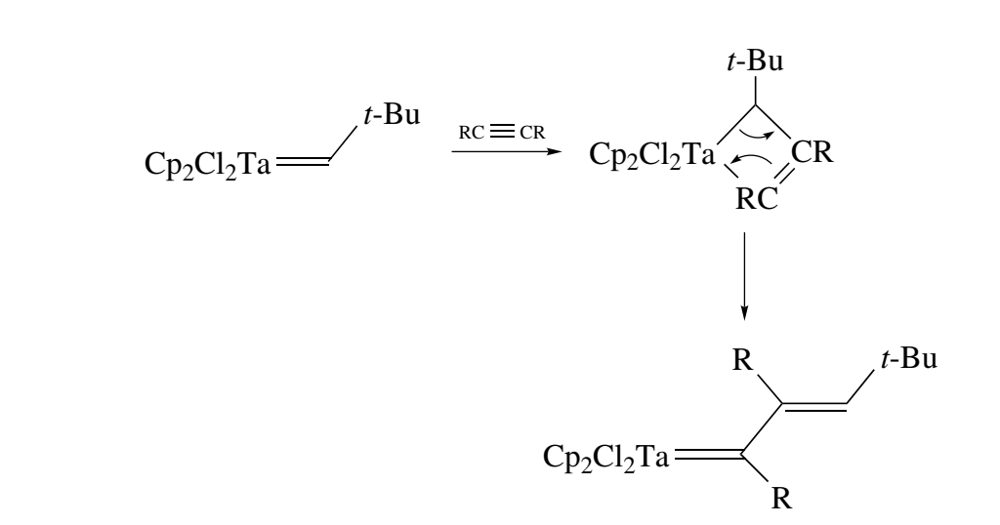 t-Bu
Cp₂Cl₂Ta
RC≡CR
t-Bu
Cp₂Cl₂Ta
CR
RC
R
t-Bu
Cp₂Cl₂Ta
R